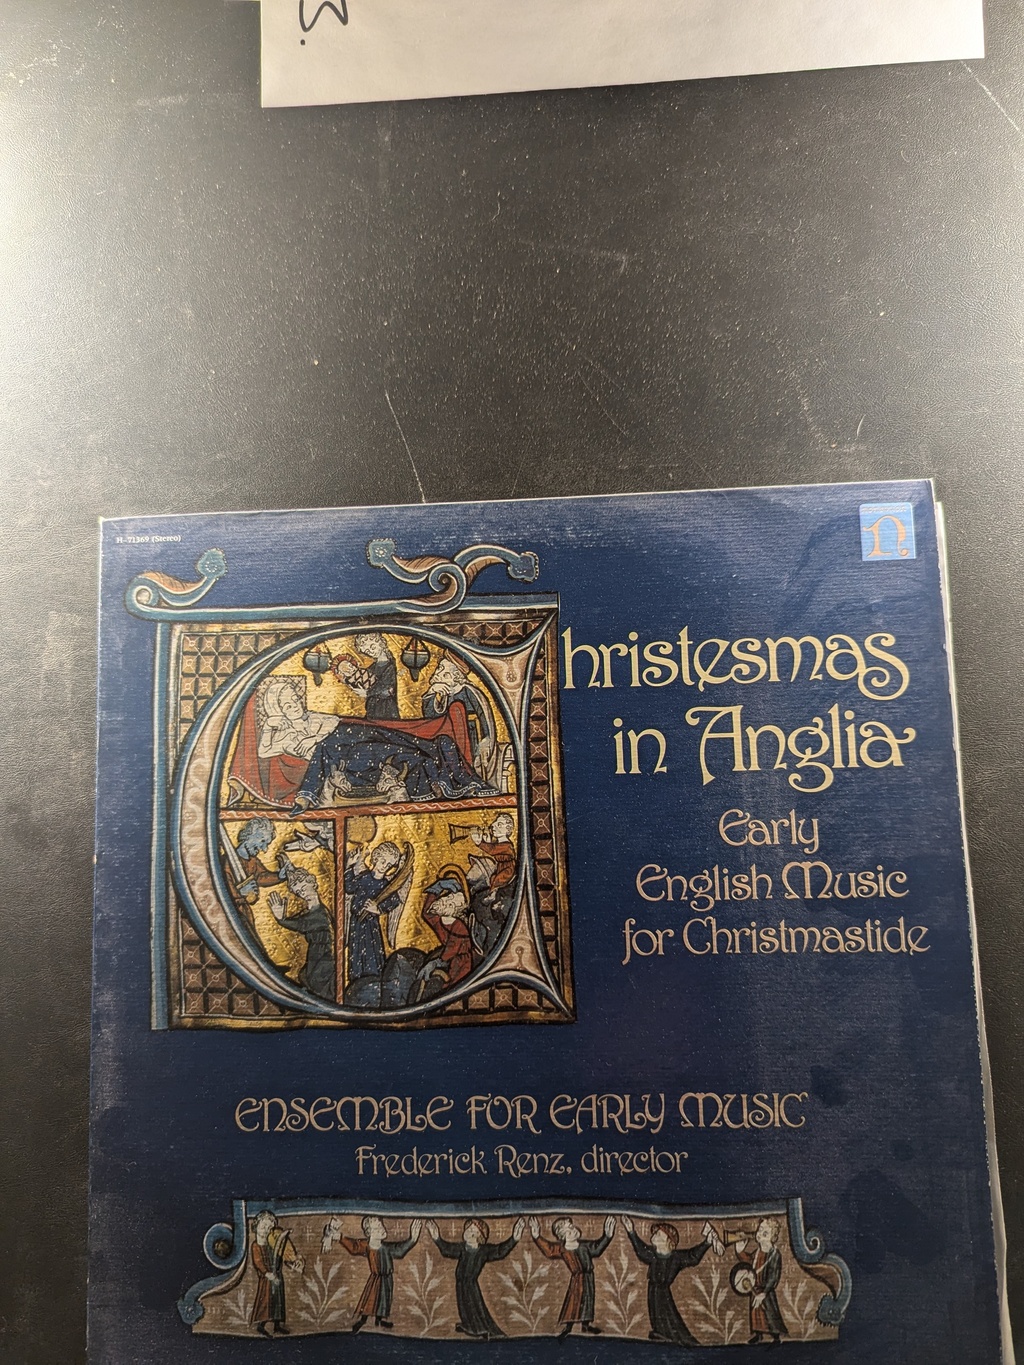 H-71369 (Stereo)
n
Christesmas
in Anglia
Early
English Music
for Christmastide
ENSEMBLE FOR EARLY MUSIC
Frederick Renz, director